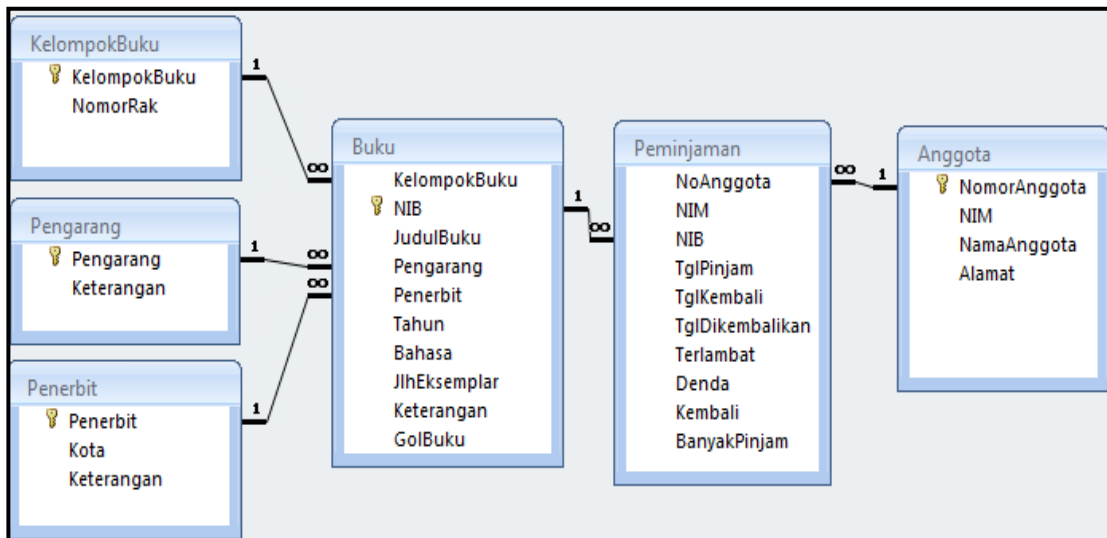 KelompokBuku
KelompokBuku
NomorRak
1
∞
Pengarang
Pengarang
Keterangan
1
∞
Penerbit
Penerbit
Kota
Keterangan
1
∞
Buku
KelompokBuku
NIB
JudulBuku
Pengarang
Penerbit
Tahun
Bahasa
JlhEksemplar
Keterangan
GolBuku
1
∞
Peminjaman
NoAnggota
NIM
NIB
TglPinjam
TglKembali
TglDikembalikan
Terlambat
Denda
Kembali
BanyakPinjam
∞
1
Anggota
NomorAnggota
NIM
NamaAnggota
Alamat